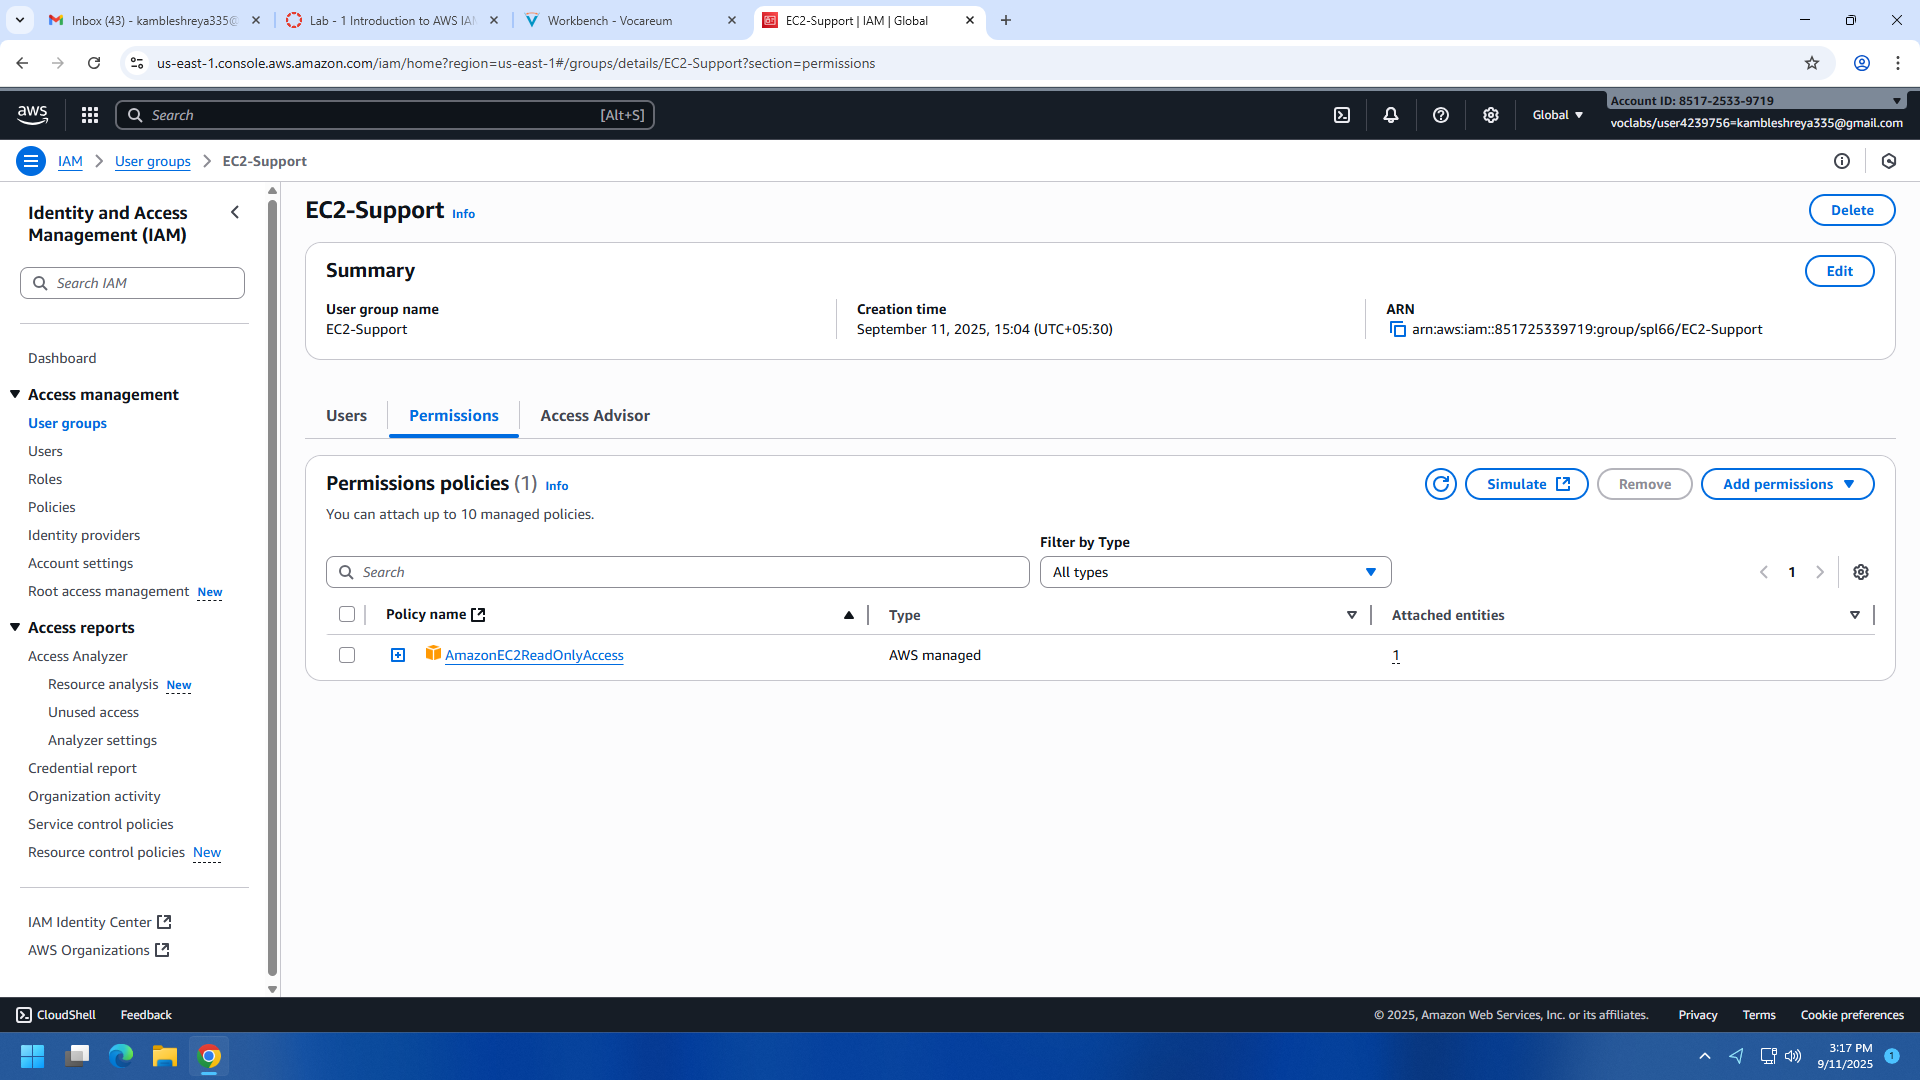 Inbox (43) - kambleshreya335@
Lab - 1 Introduction to AWS IAM
Workbench - Vocareum
EC2-Support | IAM | Global
us-east-1.console.aws.amazon.com/iam/home?region=us-east-1#/groups/details/EC2-Support?section=permissions
aws
Search
[Alt+S]
Global
Account ID: 8517-2533-9719
voclabs/user4239756=kambleshreya335@gmail.com
IAM
User groups
EC2-Support
Identity and Access
Management (IAM)
Search IAM
Dashboard
Access management
User groups
Users
Roles
Policies
Identity providers
Account settings
Root access management New
Access reports
Access Analyzer
Resource analysis New
Unused access
Analyzer settings
Credential report
Organization activity
Service control policies
Resource control policies New
IAM Identity Center
AWS Organizations
EC2-Support Info
Delete
Summary
Edit
User group name
EC2-Support
Creation time
September 11, 2025, 15:04 (UTC+05:30)
ARN
arn:aws:iam::851725339719:group/spl66/EC2-Support
Users
Permissions
Access Advisor
Permissions policies (1) Info
You can attach up to 10 managed policies.
Simulate
Remove
Add permissions
Filter by Type
Search
All types
1
Policy name
Type
Attached entities
AmazonEC2ReadOnlyAccess
AWS managed
1
CloudShell
Feedback
© 2025, Amazon Web Services, Inc. or its affiliates.
Privacy
Terms
Cookie preferences
3:17 PM
9/11/2025
1